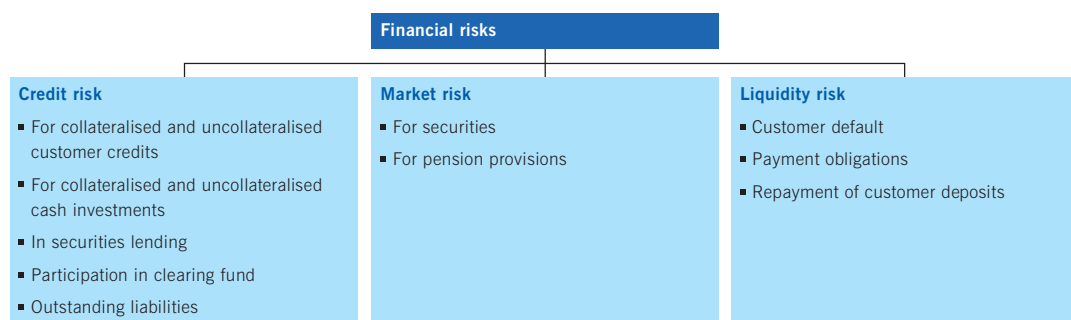 Financial risks
Credit risk
▪ For collateralised and uncollateralised
customer credits
▪ For collateralised and uncollateralised
cash investments
▪ In securities lending
▪ Participation in clearing fund
▪ Outstanding liabilities
Market risk
▪ For securities
▪ For pension provisions
Liquidity risk
▪ Customer default
▪ Payment obligations
▪ Repayment of customer deposits